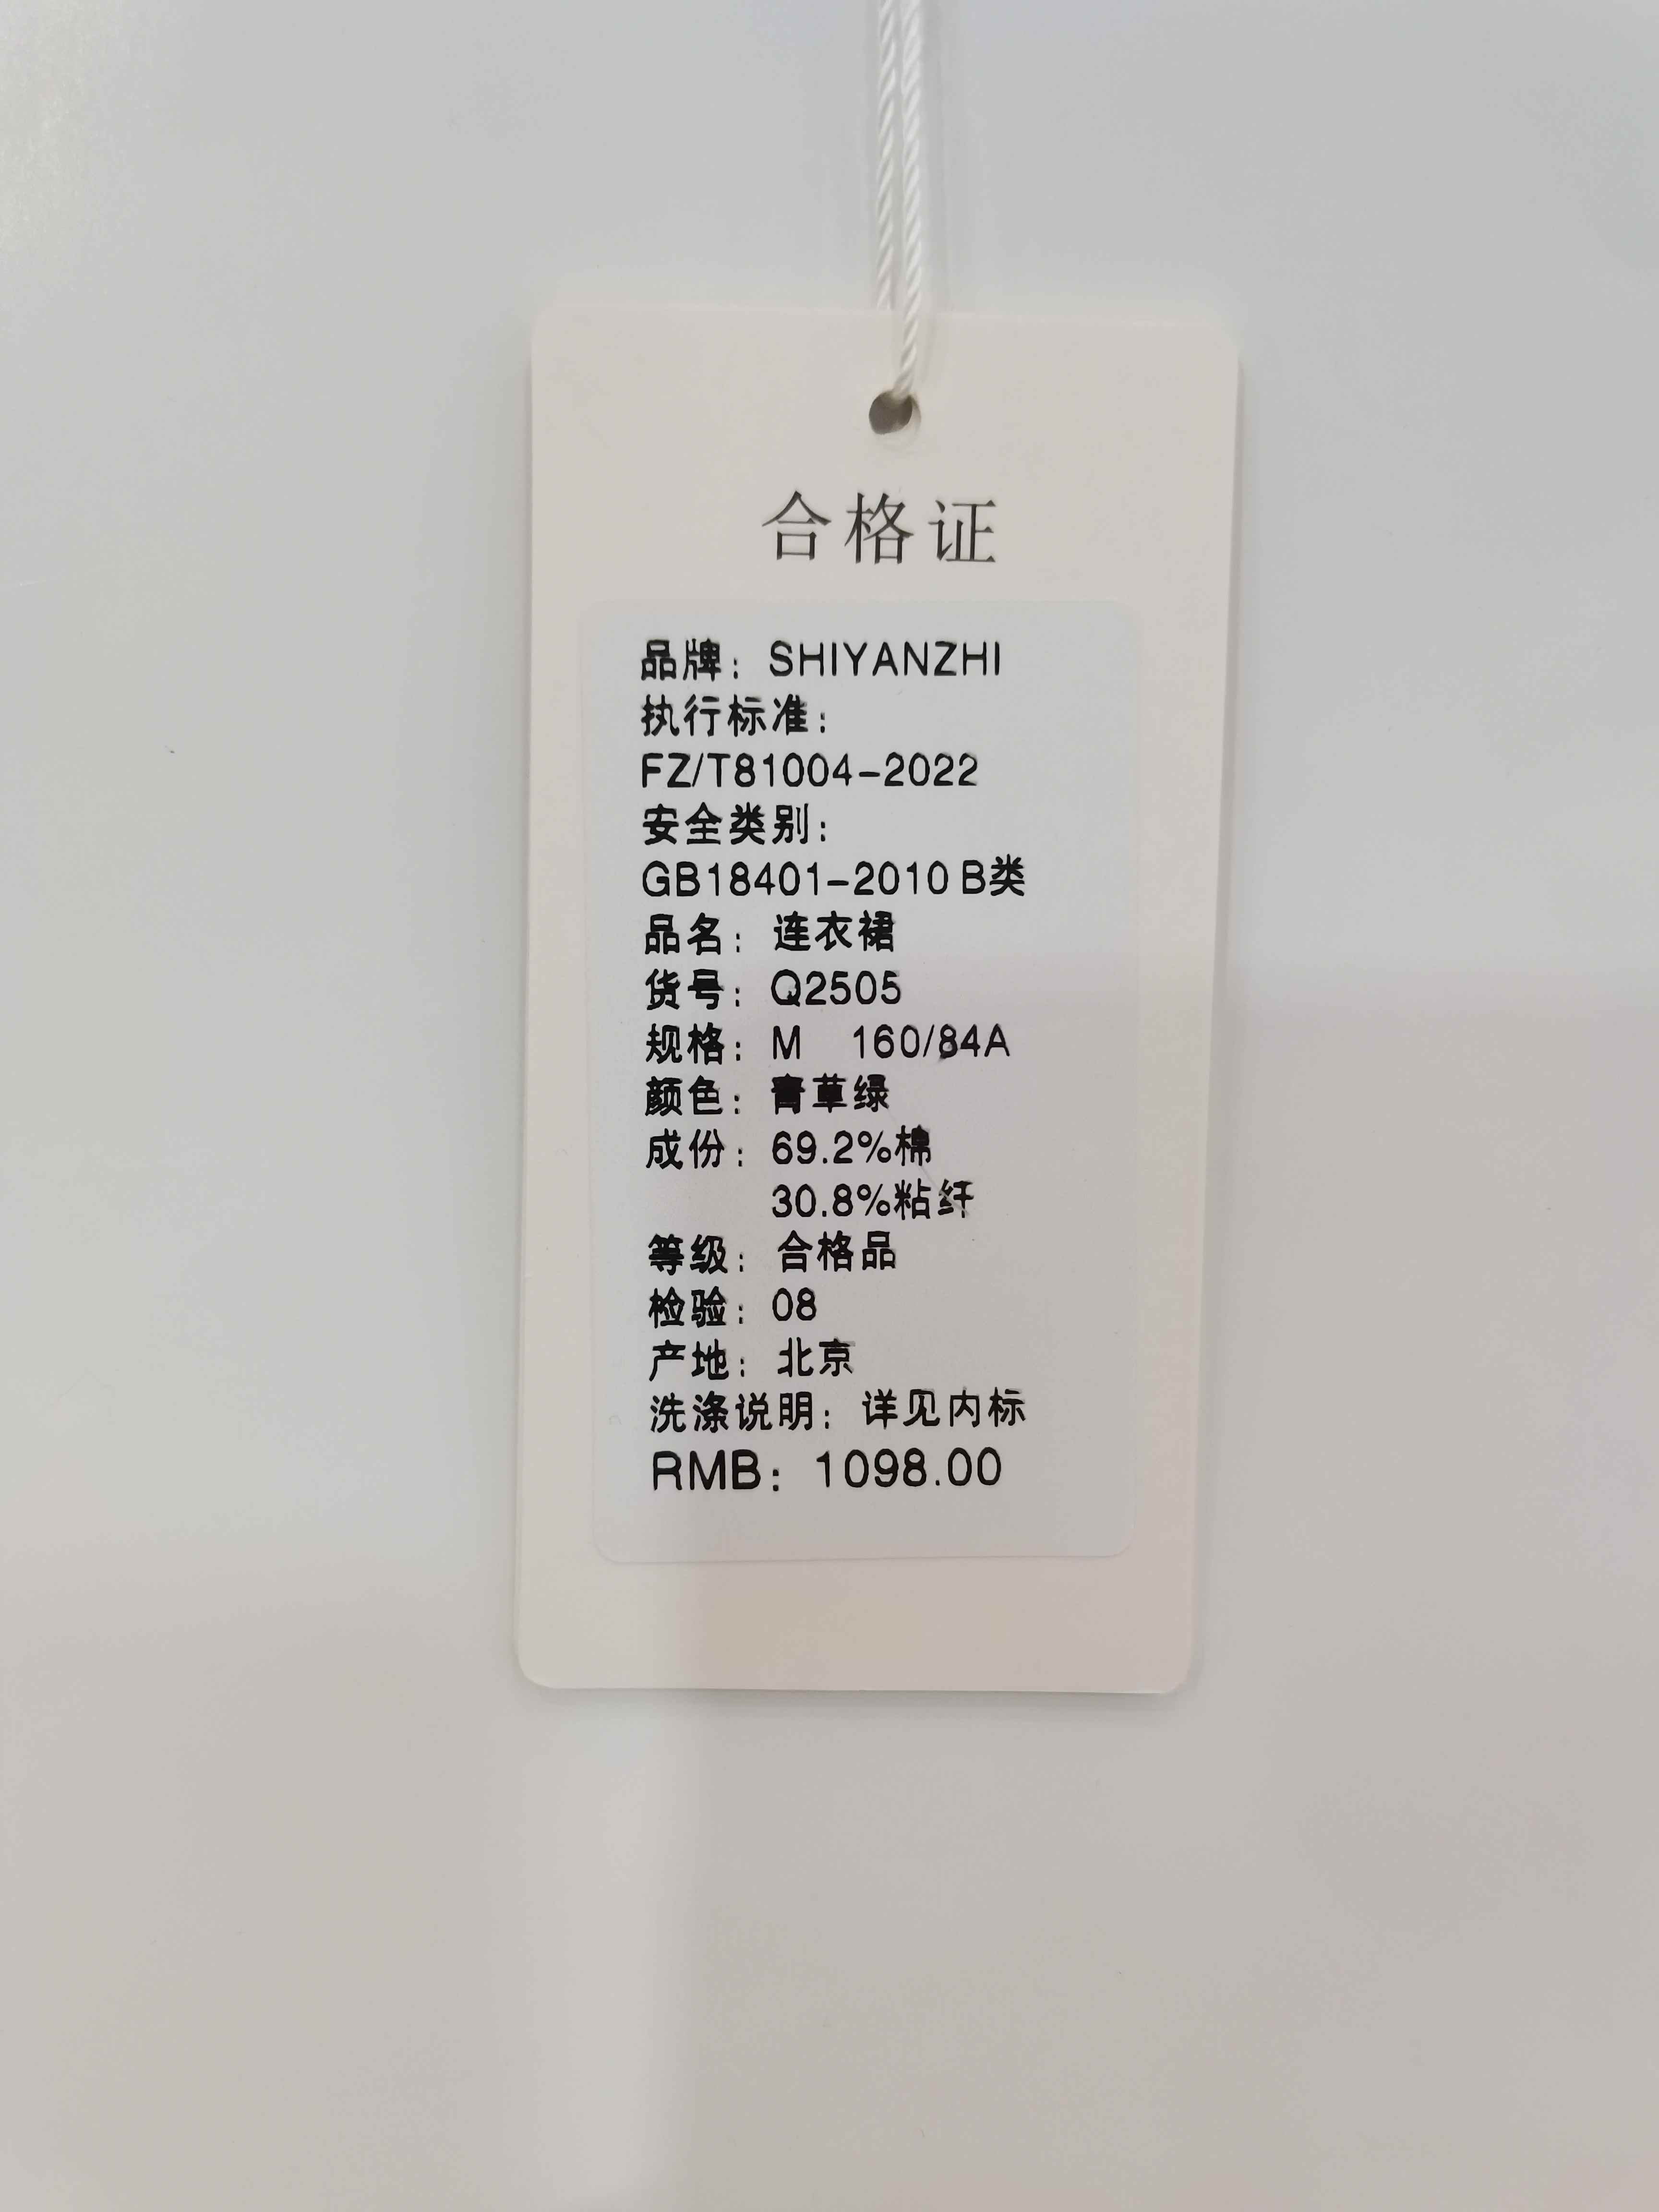 合格证
品牌：SHIYANZHI
执行标准：
FZ/T81004-2022
安全类别：
GB18401-2010 B类
品名：连衣裙
货号：Q2505
规格：M 160/84A
颜色：青草绿
成份：69.2%棉
30.8%粘纤
等级：合格品
检验：08
产地：北京
洗涤说明：详见内标
RMB：1098.00